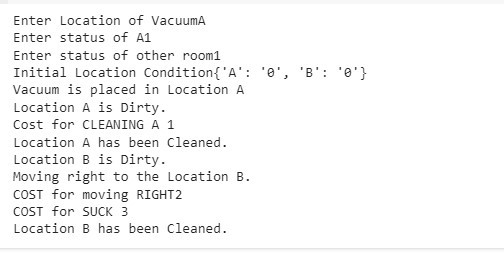 Enter Location of VacuumA
Enter status of A1
Enter status of other room1
Initial Location Condition{'A': '0', 'B': '0'}
Vacuum is placed in Location A
Location A is Dirty.
Cost for CLEANING A 1
Location A has been Cleaned.
Location B is Dirty.
Moving right to the Location B.
COST for moving RIGHT2
COST for SUCK 3
Location B has been Cleaned.